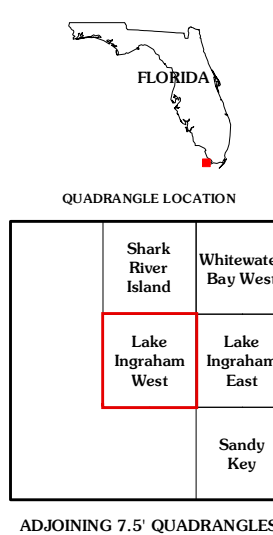 FLORIDA
QUADRANGLE LOCATION
Shark
River
Island
Whitewate
Bay West
Lake
Ingraham
West
Lake
Ingraham
East
Sandy
Key
ADJOINING 7.5' QUADRANGLES